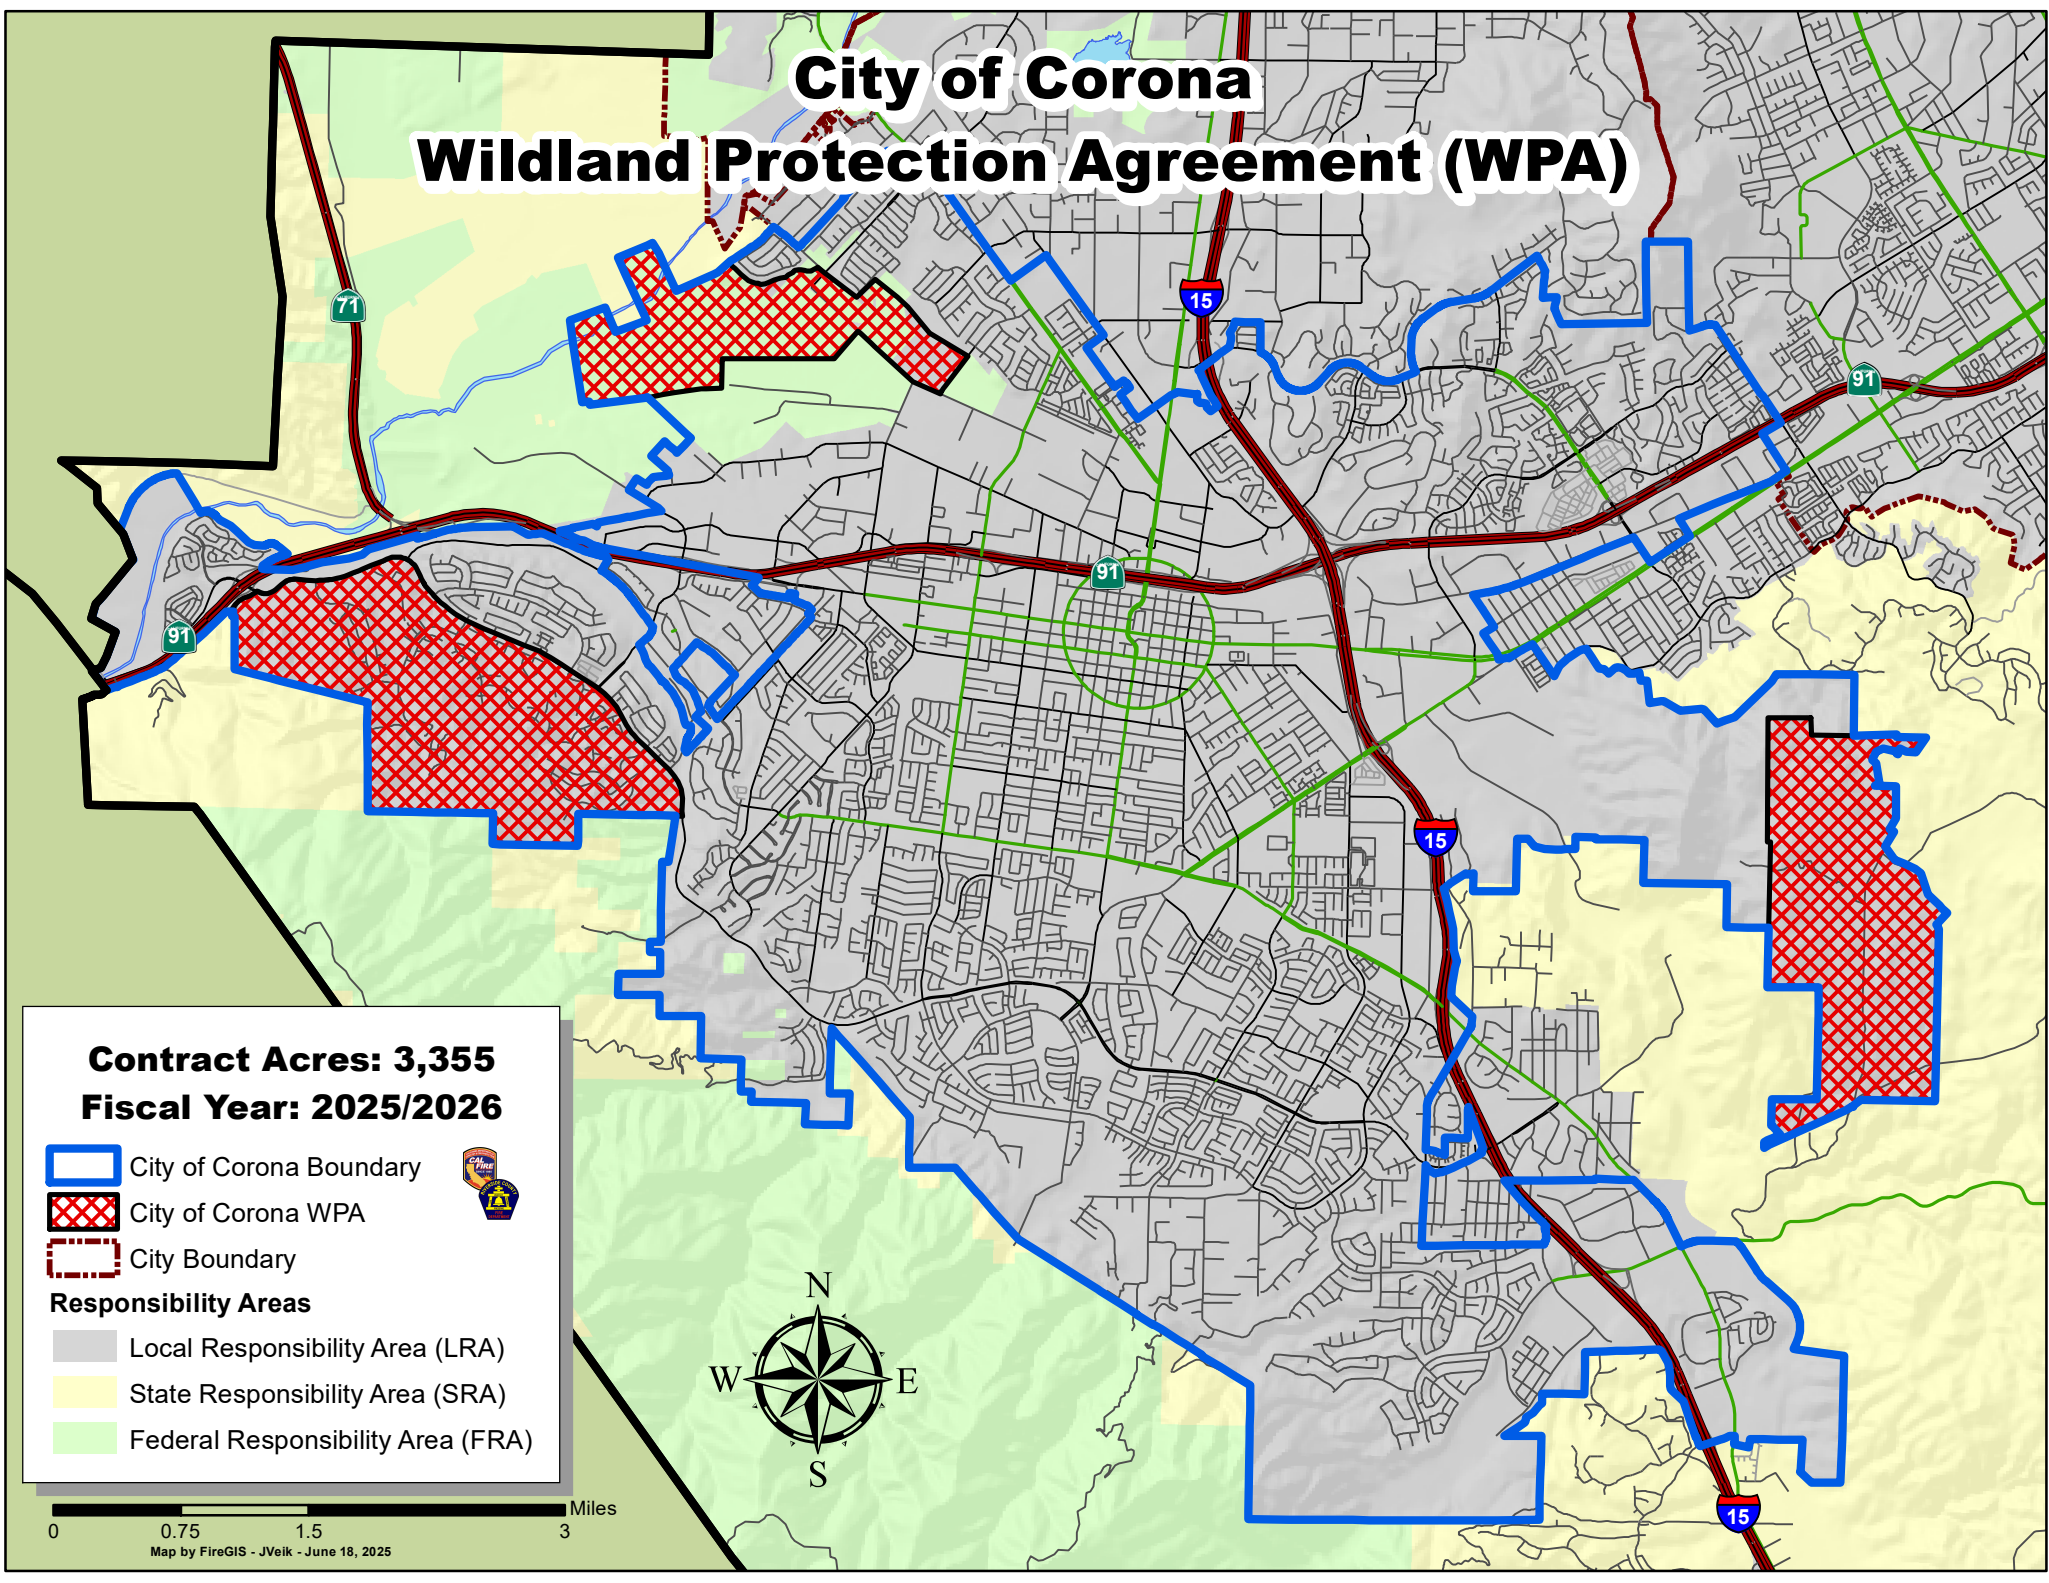 City of Corona
Wildland Protection Agreement (WPA)
71
15
91
91
91
15
15
Contract Acres: 3,355
Fiscal Year: 2025/2026
City of Corona Boundary
City of Corona WPA
City Boundary
Responsibility Areas
Local Responsibility Area (LRA)
State Responsibility Area (SRA)
Federal Responsibility Area (FRA)
CAL
FIRE
N
W
E
S
Miles
0
0.75
1.5
3
Map by FireGIS - JVeik - June 18, 2025